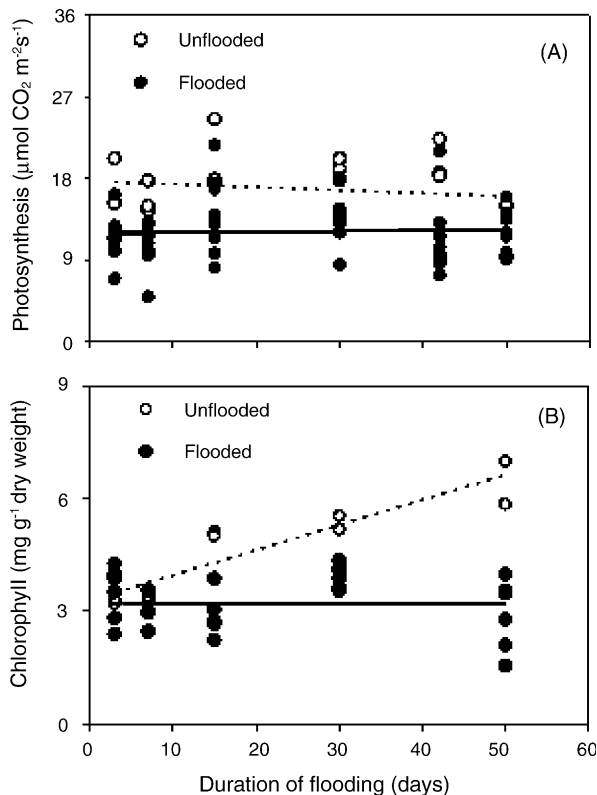 36
Unflooded
(A)
Flooded
27
18
9
0
Photosynthesis (μmol CO₂ m⁻²s⁻¹)
9
Unflooded
(B)
Flooded
6
3
0
Chlorophyll (mg g⁻¹ dry weight)
0 10 20 30 40 50 60
Duration of flooding (days)